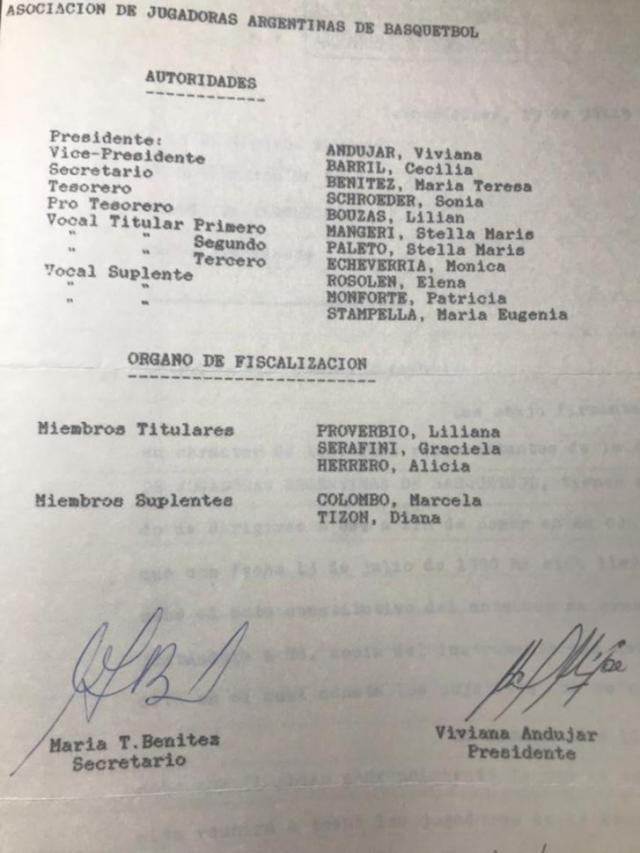 ASOCIACION DE JUGADORAS ARGENTINAS DE BASQUETBOL
AUTORIDADES
Presidente: ANDUJAR, Viviana
Vice-Presidente BARRIL, Cecilia
Secretario BENITEZ, Maria Teresa
Tesorero SCHROEDER, Sonia
Pro Tesorero BOUZAS, Lilian
Vocal Titular Primero MANGERI, Stella Maris
" " Segundo PALETO, Stella Maris
" " Tercero ECHEVERRIA, Monica
Vocal Suplente ROSOLEN, Elena
" " MONFORTE, Patricia
" " STAMPELLA, Maria Eugenia
ORGANO DE FISCALIZACION
Miembros Titulares PROVERBIO, Liliana
SERAFINI, Graciela
HERRERO, Alicia
Miembros Suplentes COLOMBO, Marcela
TIZON, Diana
Maria T.Benitez Viviana Andujar
Secretario Presidente